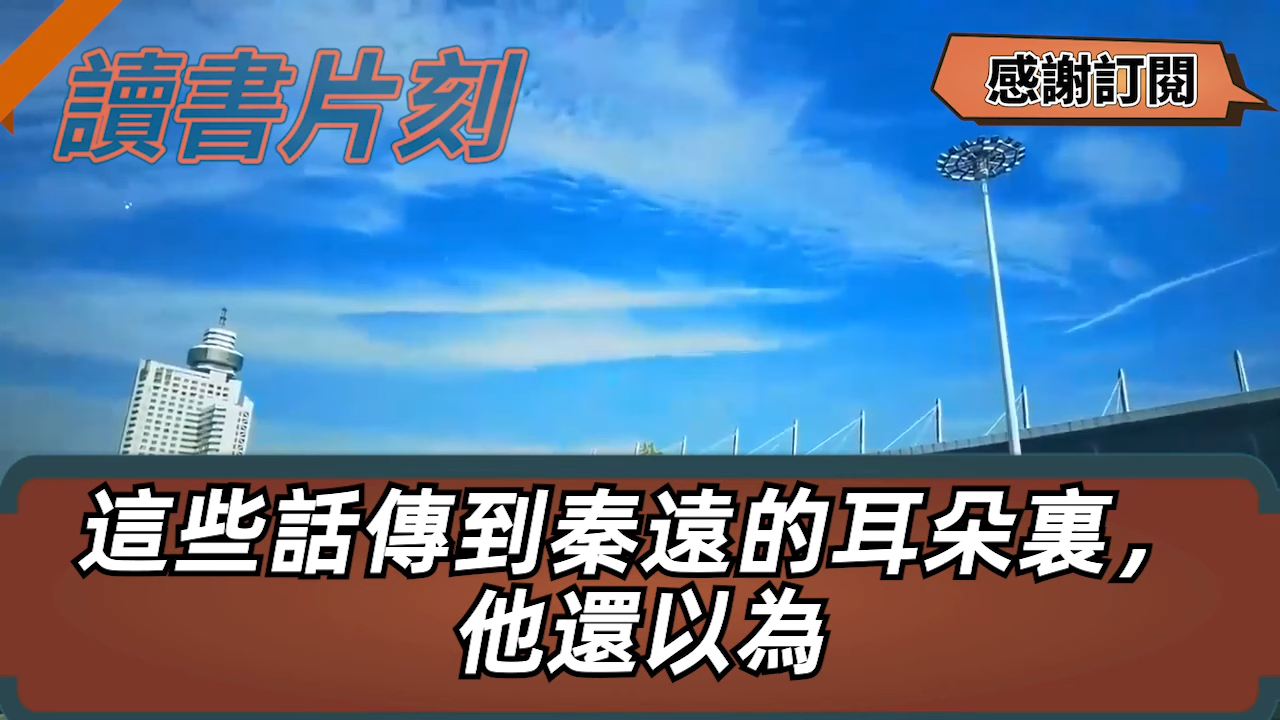 讀書片刻
感謝訂閱
這些話傳到秦遠的耳朵裏，
他還以為